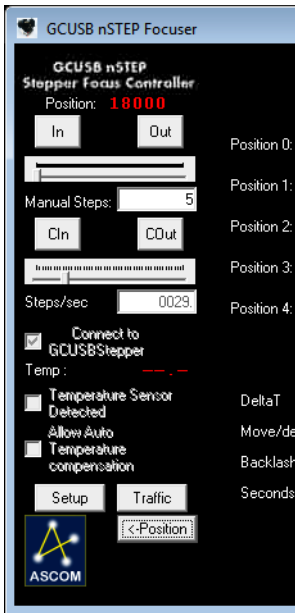 GCUSB nSTEP Focuser
GCUSB nSTEP
Stepper Focus Controller
Position: 18000
In Out
Position 0:
Position 1:
Manual Steps: 5
CIn COut
Position 2:
Position 3:
Steps/sec 0029.
Position 4:
Connect to
GCUSBStepper
Temp : --.-
Temperature Sensor
Detected
DeltaT
Allow Auto
Temperature
compensation
Move/de
Backlash
Setup Traffic
Seconds
<-Position
ASCOM